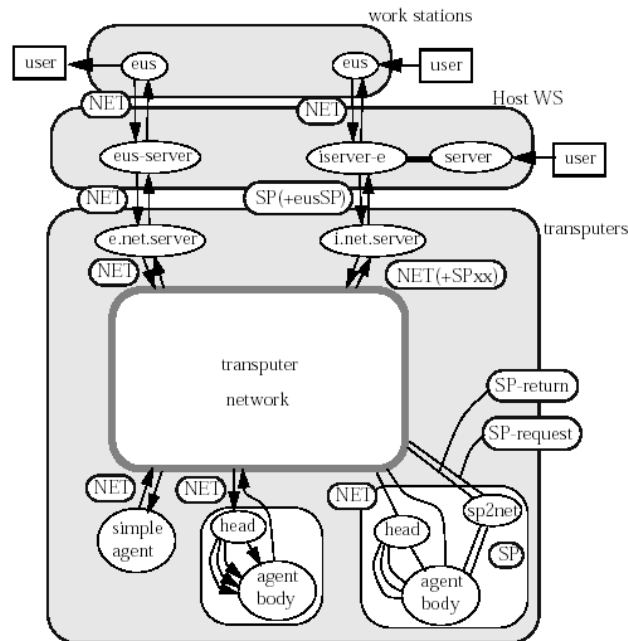 work stations
user
eus
eus
user
NET
NET
Host WS
eus-server
iserver-e
server
user
NET
SP(+eusSP)
transputers
e.net.server
i.net.server
NET
NET(+SPxx)
transputer
network
SP-return
SP-request
NET
NET
NET
simple
agent
head
agent
body
head
sp2net
SP
agent
body